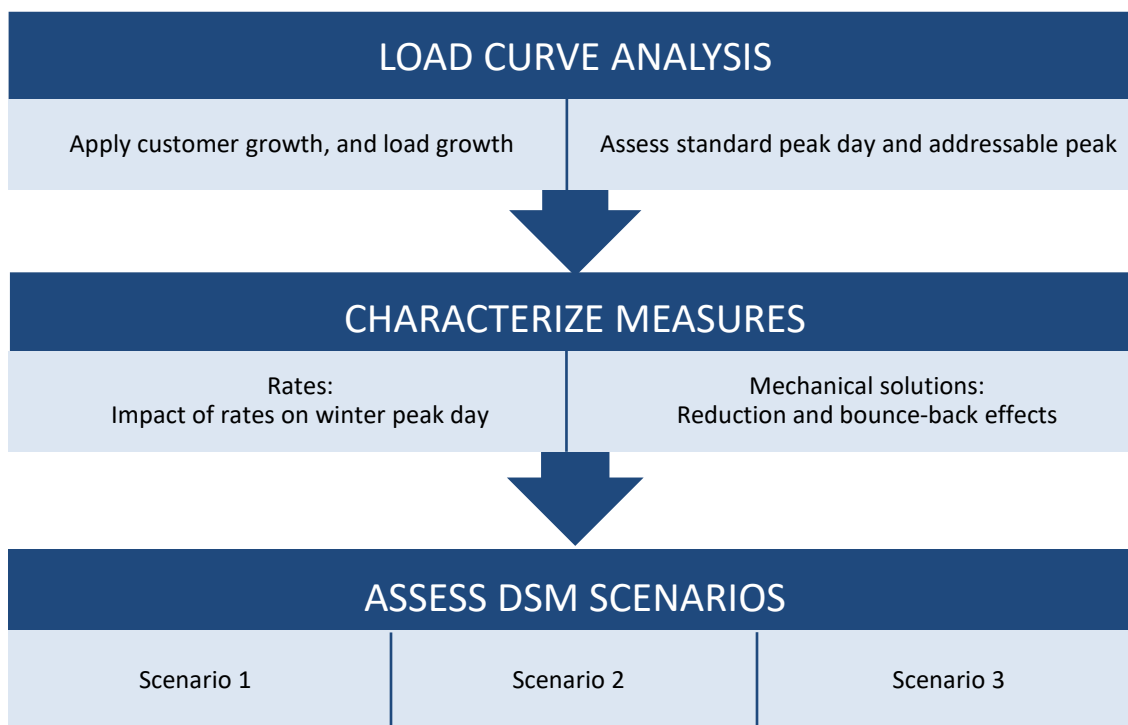 LOAD CURVE ANALYSIS
Apply customer growth, and load growth
Assess standard peak day and addressable peak
CHARACTERIZE MEASURES
Rates:
Impact of rates on winter peak day
Mechanical solutions:
Reduction and bounce-back effects
ASSESS DSM SCENARIOS
Scenario 1
Scenario 2
Scenario 3